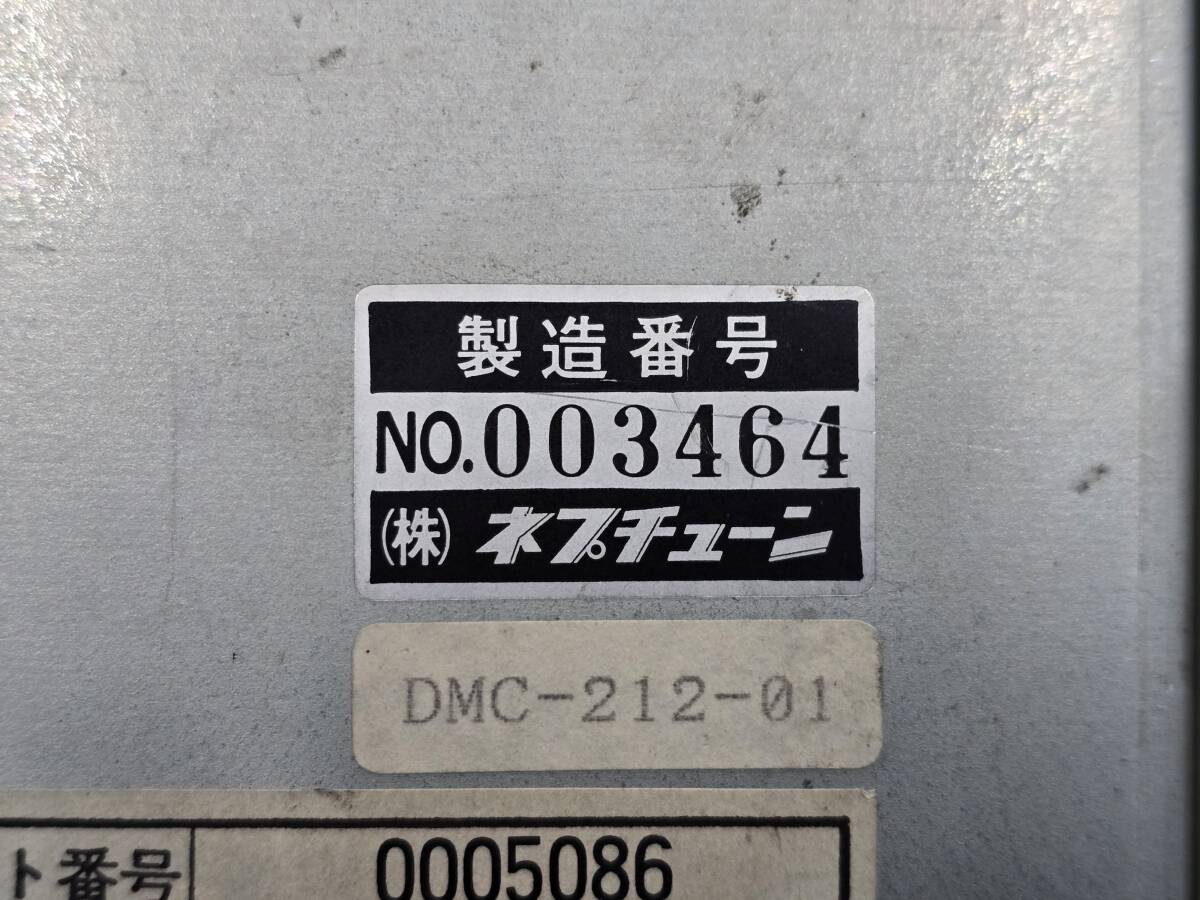 製造番号
NO.003464
(株)ネプチューン
DMC-212-01
ト番号 0005086